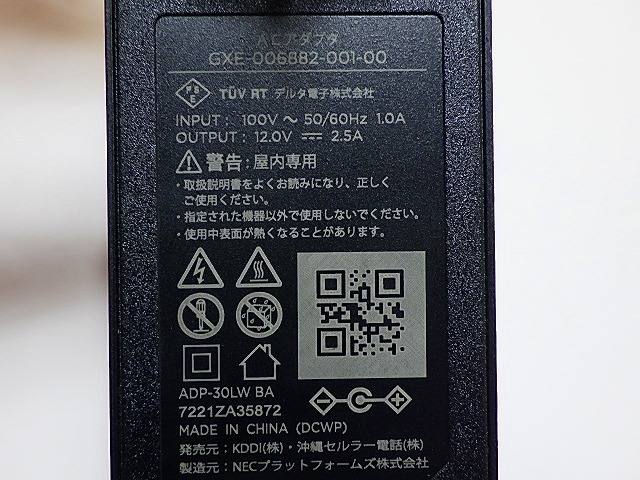 ACアダプタ
GXE-006882-001-00
PS
E
TÜV RT デルタ電子株式会社
INPUT: 100V ～ 50/60Hz 1.0A
OUTPUT: 12.0V ⎓ 2.5A
警告:屋内専用
・取扱説明書をよくお読みになり、正しく
ご使用ください。
・指定された機器以外で使用しないでください。
・使用中表面が熱くなることがあります。
ADP-30LW BA
7221ZA35872
MADE IN CHINA (DCWP)
発売元：KDDI(株)・沖縄セルラー電話(株)
製造元：NECプラットフォームズ株式会社